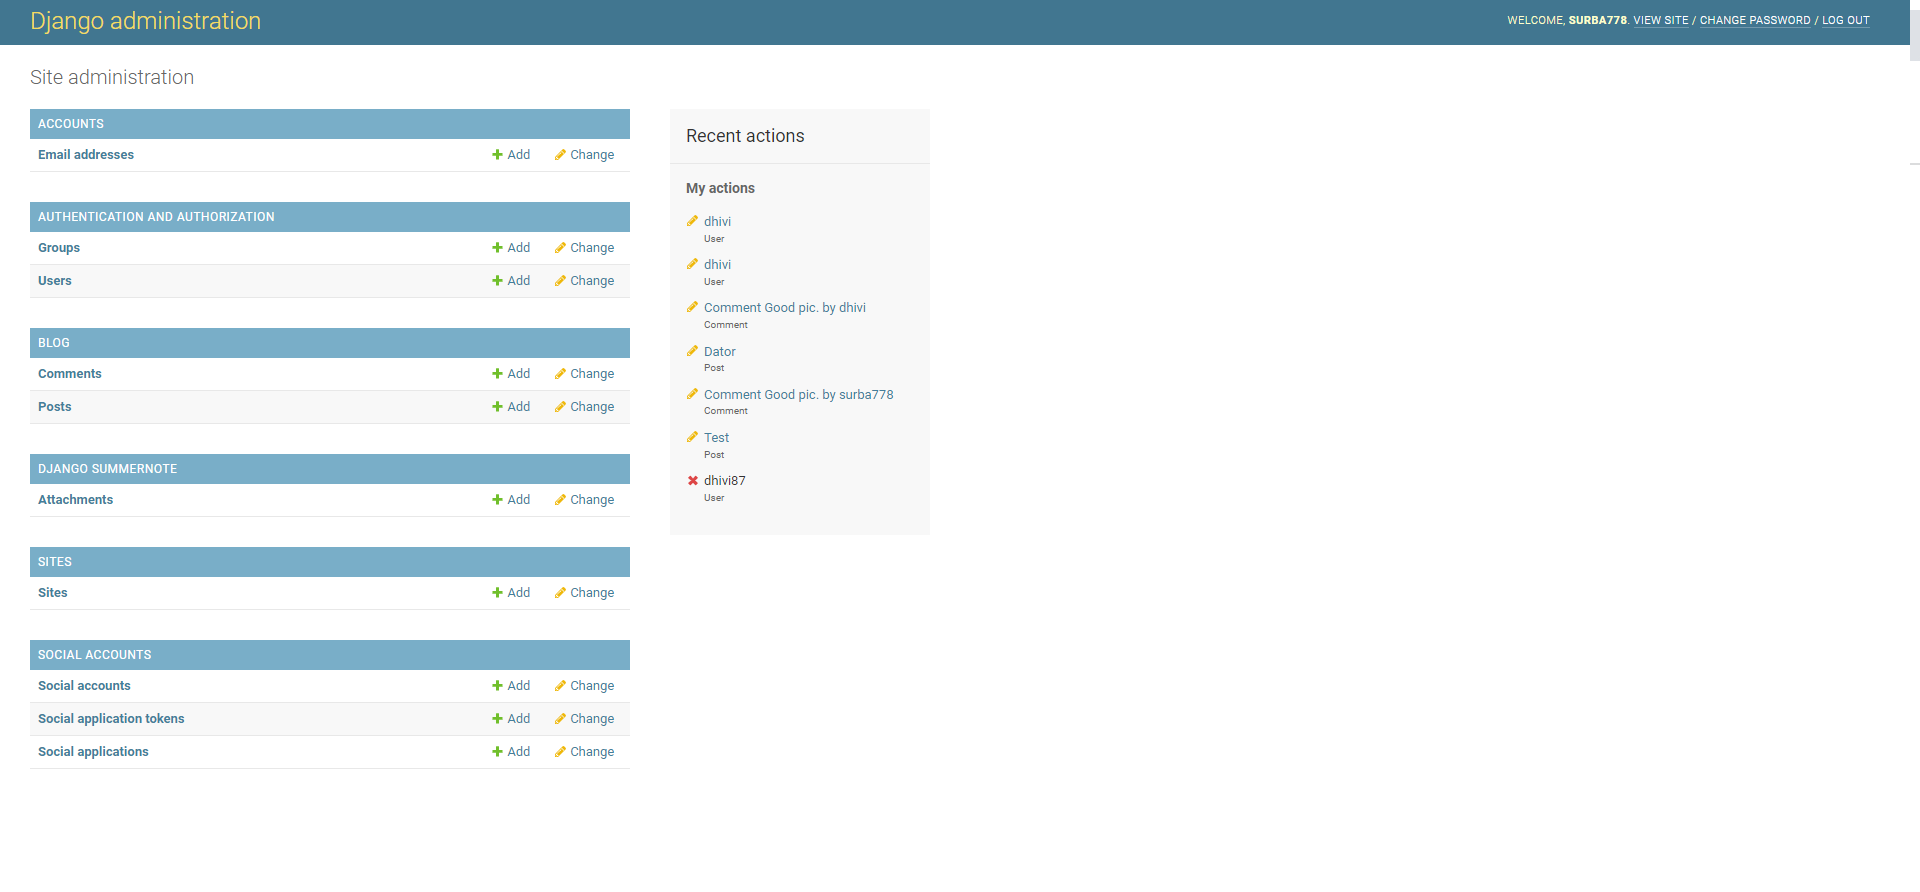 Django administration
WELCOME, SURBA778. VIEW SITE / CHANGE PASSWORD / LOG OUT
Site administration
ACCOUNTS
Email addresses Add Change
AUTHENTICATION AND AUTHORIZATION
Groups Add Change
Users Add Change
BLOG
Comments Add Change
Posts Add Change
DJANGO SUMMERNOTE
Attachments Add Change
SITES
Sites Add Change
SOCIAL ACCOUNTS
Social accounts Add Change
Social application tokens Add Change
Social applications Add Change
Recent actions
My actions
dhivi
User
dhivi
User
Comment Good pic. by dhivi
Comment
Dator
Post
Comment Good pic. by surba778
Comment
Test
Post
dhivi87
User